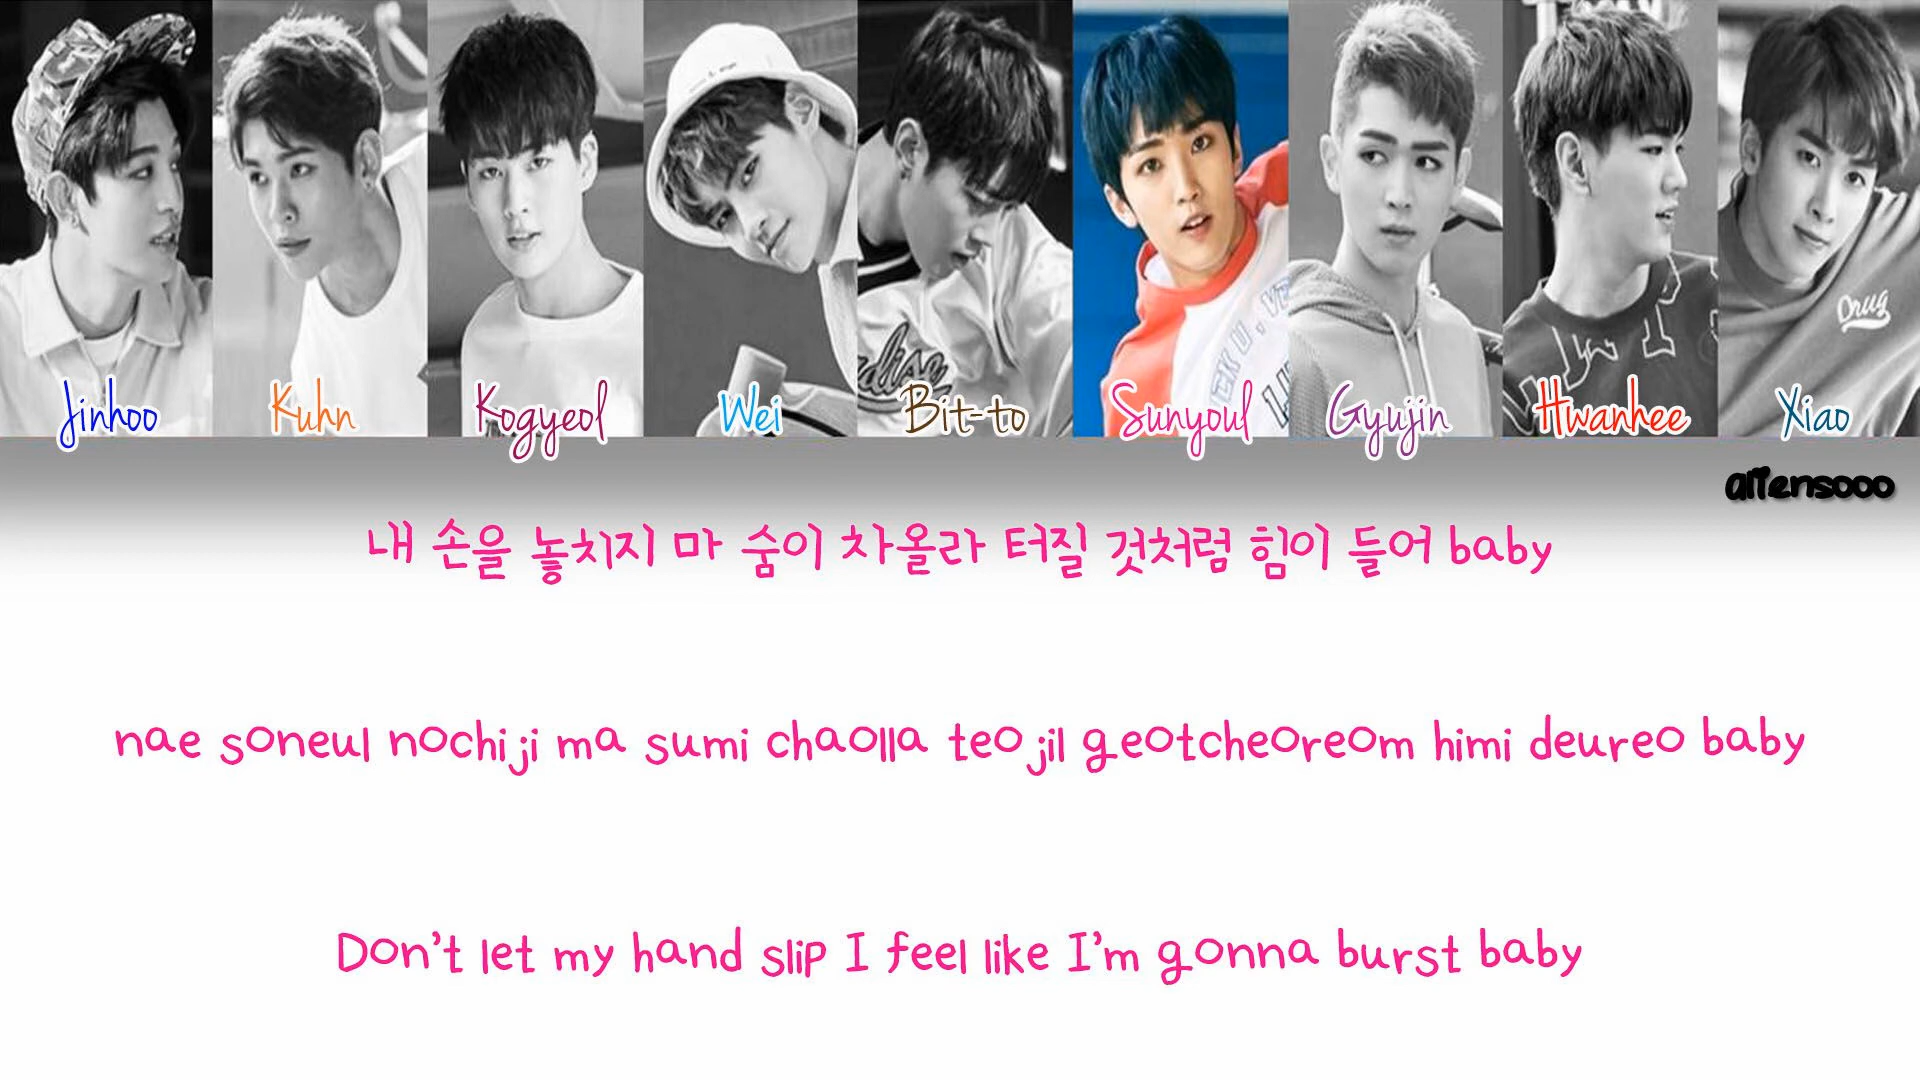 Drug
Jinhoo
Kuhn
Kogyeol
Wei
Bit-to
Sunyoul
Gyujin
Hwanhee
Xiao
aliensooo
내 손을 놓치지 마 숨이 차올라 터질 것처럼 힘이 들어 baby
nae soneul nochiji ma sumi chaolla teojil geotcheoreom himi deureo baby
Don't let my hand slip I feel like I'm gonna burst baby